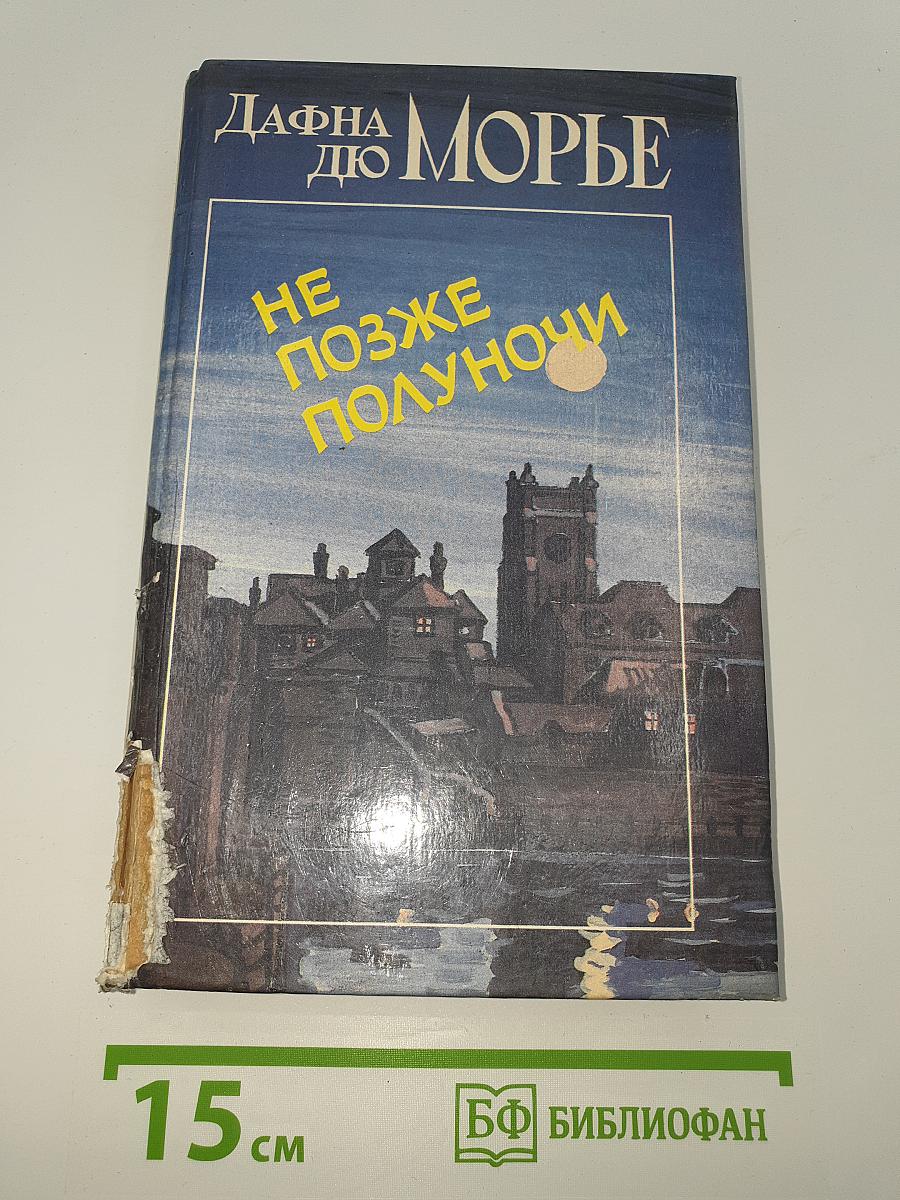 ДАФНА
ДЮ МОРЬЕ
НЕ
ПОЗЖЕ
ПОЛУНОЧИ
15 см
БФ БИБЛИОФАН